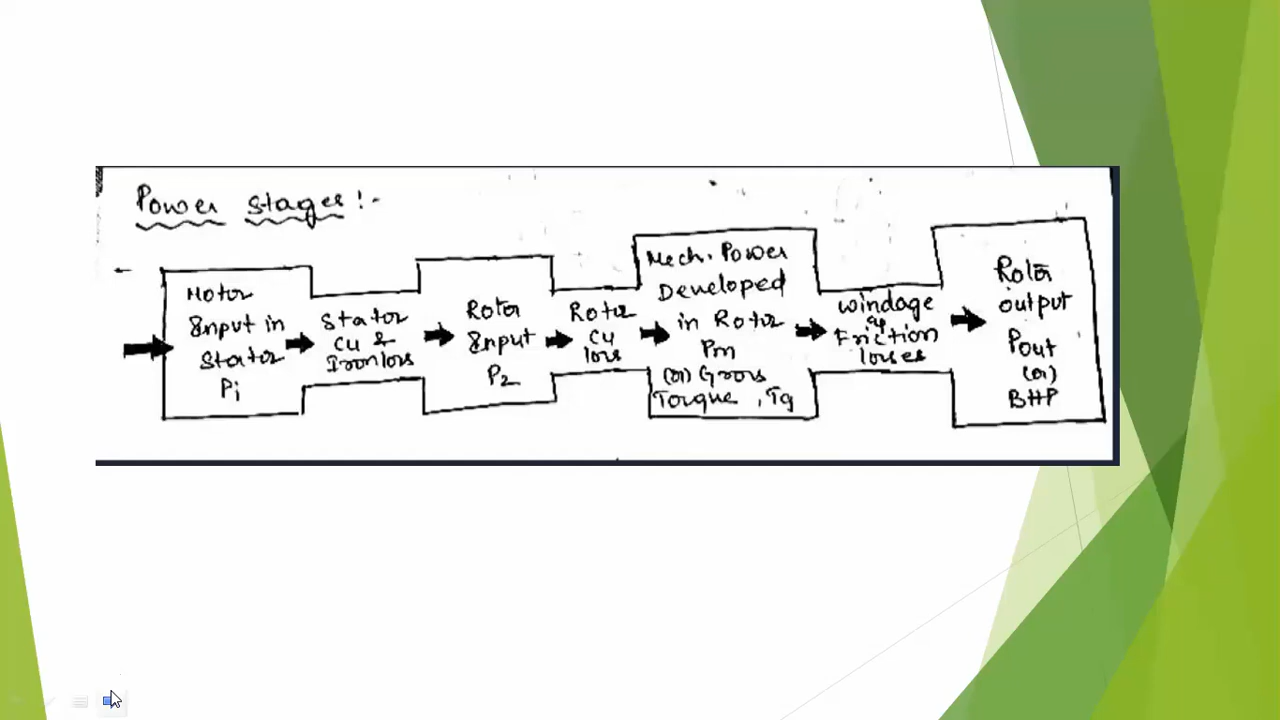 Power Stages :-
Motor
Input in
Stator
Pi
Stator
Cu &
Iron loss
Rotor
Input
P2
Rotor
Cu
loss
Mech. Power
Developed
in Rotor
Pm
(or) Gross
Torque, Tg
Windage
&
Friction
losses
Rotor
output
Pout
(or)
BHP